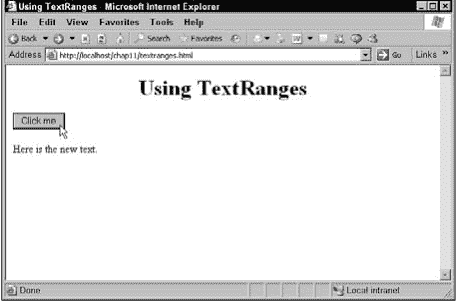 Using TextRanges - Microsoft Internet Explorer
File Edit View Favorites Tools Help
Back Search Favorites
Address http://localhost/chap11/textranges.html Go Links »
Using TextRanges
Click me
Here is the new text.
Done Local intranet